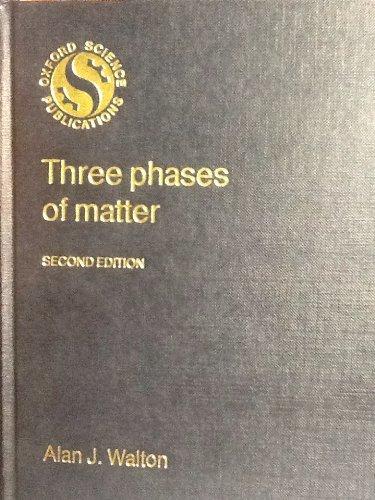 OXFORD SCIENCE
PUBLICATIONS
Three phases
of matter
SECOND EDITION
Alan J. Walton